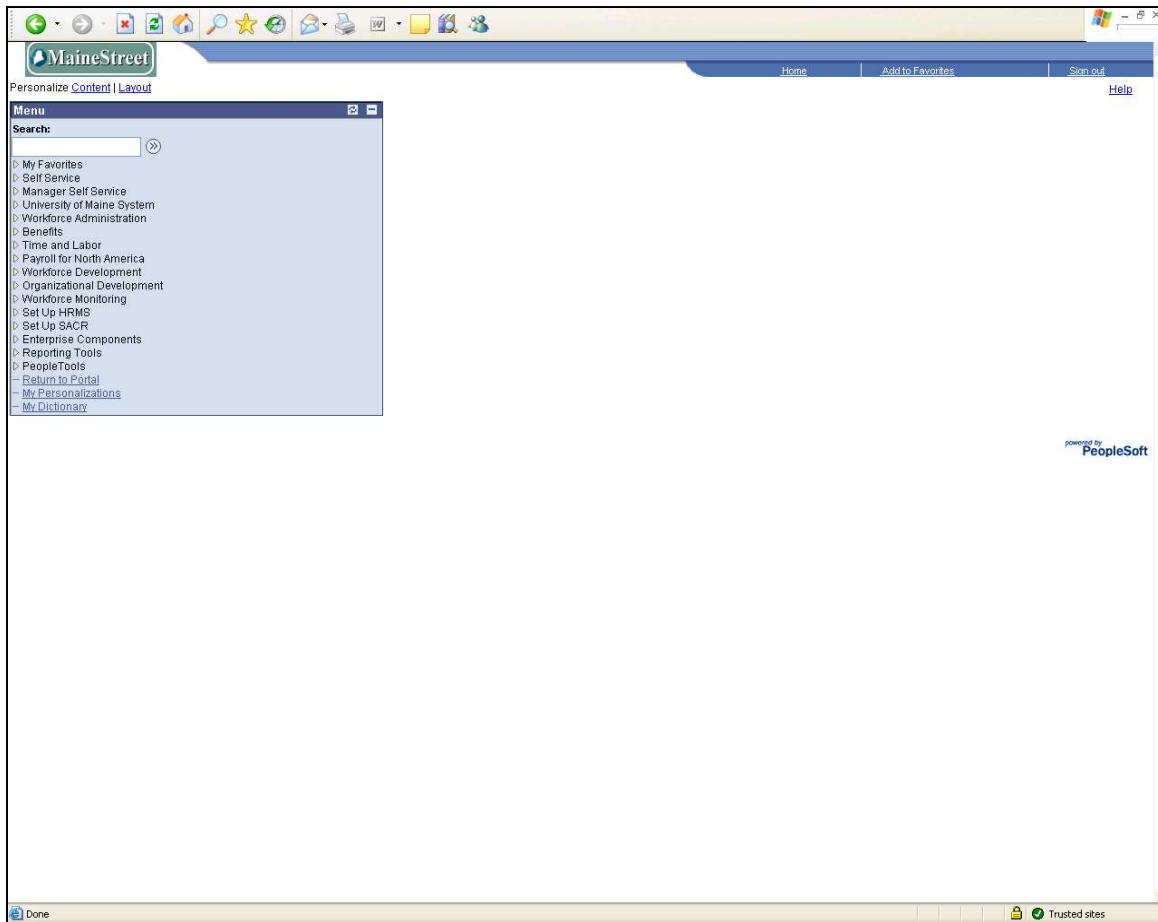 MaineStreet
Home Add to Favorites Sign out
Personalize Content | Layout
Help
Menu
Search:
My Favorites
Self Service
Manager Self Service
University of Maine System
Workforce Administration
Benefits
Time and Labor
Payroll for North America
Workforce Development
Organizational Development
Workforce Monitoring
Set Up HRMS
Set Up SACR
Enterprise Components
Reporting Tools
PeopleTools
Return to Portal
My Personalizations
My Dictionary
powered by
PeopleSoft
Done Trusted sites